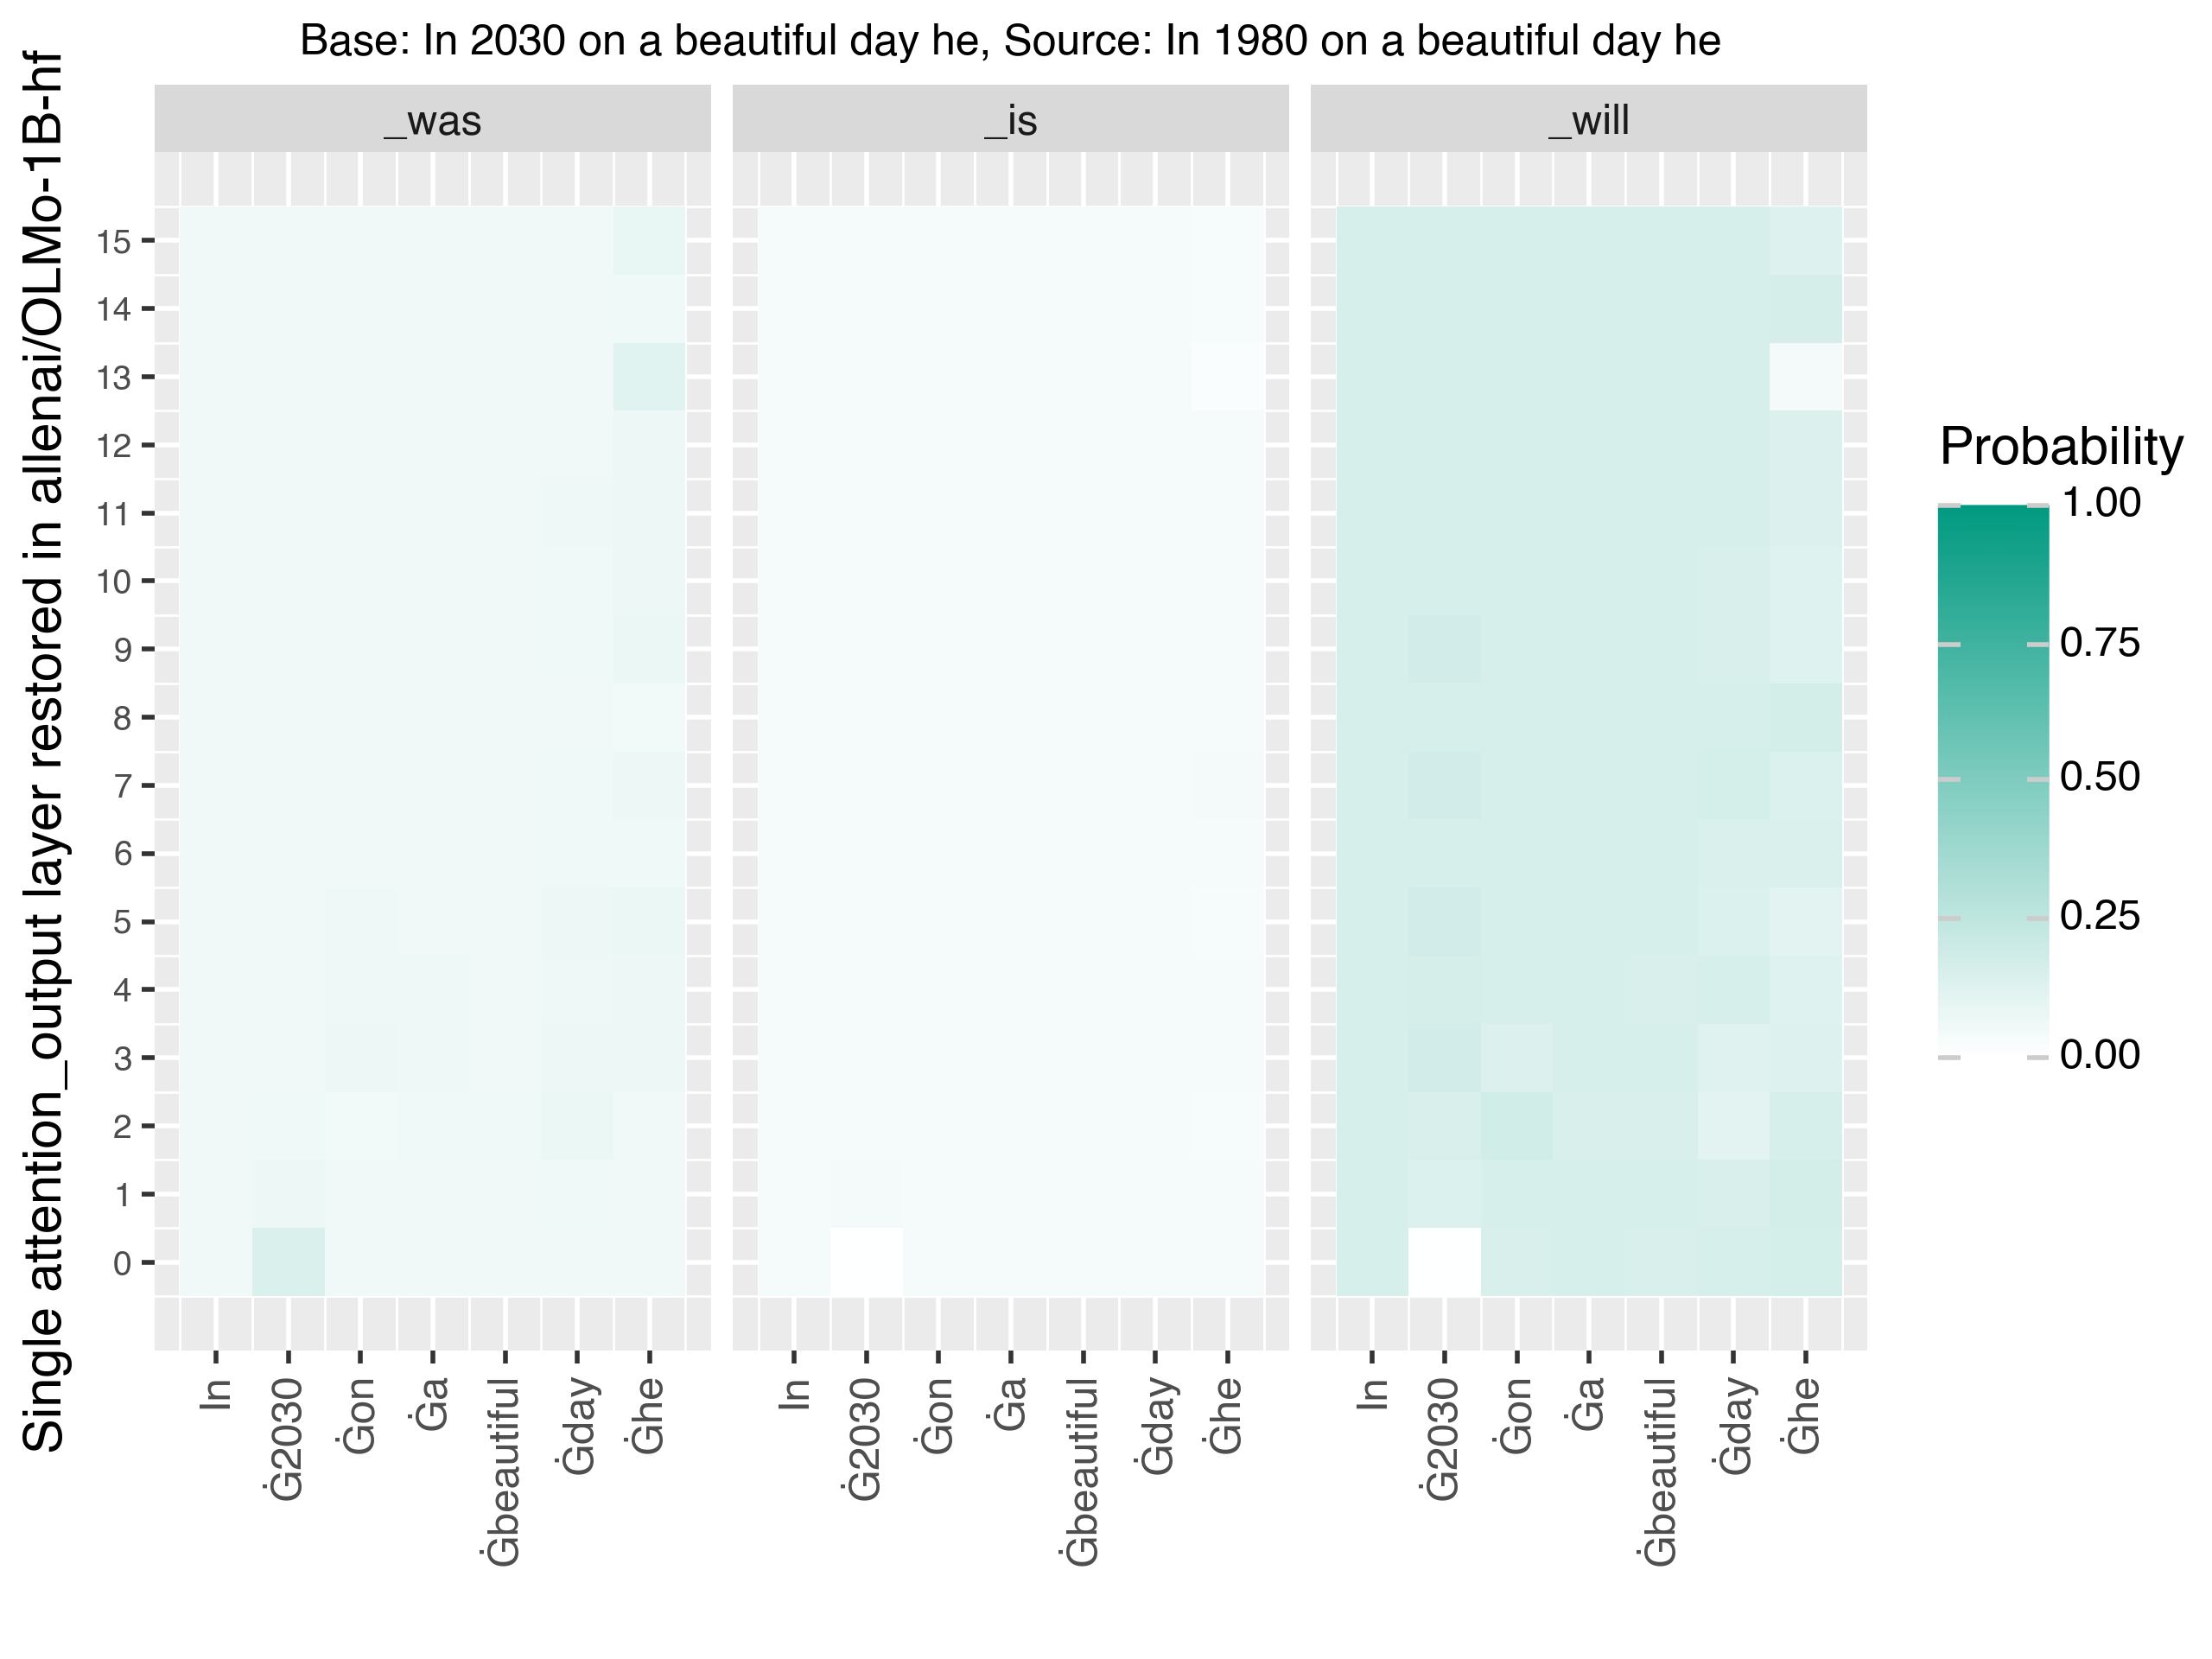 Base: In 2030 on a beautiful day he, Source: In 1980 on a beautiful day he
_was
_is
_will
Single attention_output layer restored in allenai/OLMo-1B-hf
15
14
13
12
11
10
9
8
7
6
5
4
3
2
1
0
In
Ġ2030
Ġon
Ġa
Ġbeautiful
Ġday
Ġhe
In
Ġ2030
Ġon
Ġa
Ġbeautiful
Ġday
Ġhe
In
Ġ2030
Ġon
Ġa
Ġbeautiful
Ġday
Ġhe
Probability
1.00
0.75
0.50
0.25
0.00